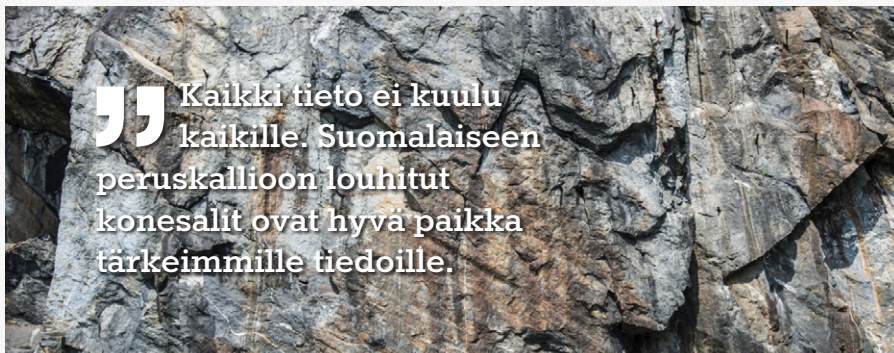 ” Kaikki tieto ei kuulu
kaikille. Suomalaiseen
peruskallioon louhitut
konesalit ovat hyvä paikka
tärkeimmille tiedoille.